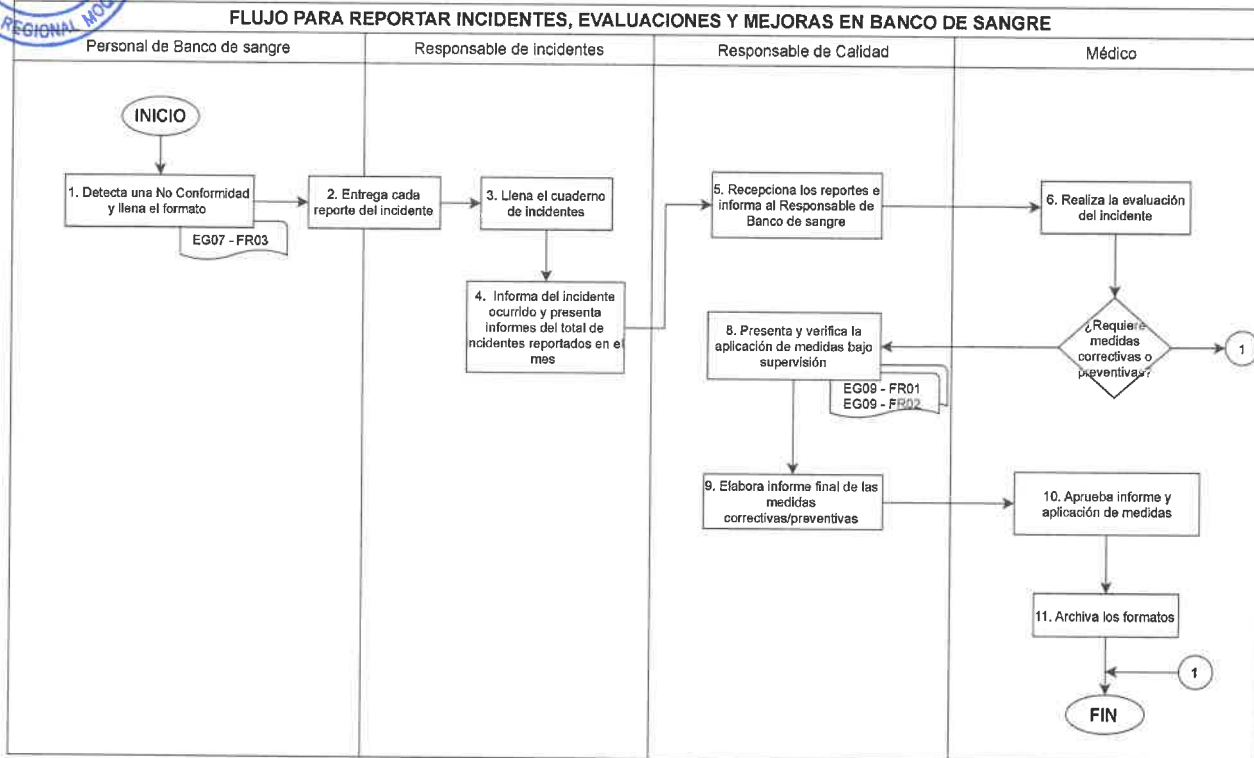 REGIONAL MOQ
FLUJO PARA REPORTAR INCIDENTES, EVALUACIONES Y MEJORAS EN BANCO DE SANGRE
Personal de Banco de sangre
Responsable de incidentes
Responsable de Calidad
Médico
INICIO
1. Detecta una No Conformidad
y llena el formato
EG07 - FR03
2. Entrega cada
reporte del incidente
3. Llena el cuaderno
de incidentes
4. Informa del incidente
ocurrido y presenta
informes del total de
ncidentes reportados en el
mes
5. Recepciona los reportes e
informa al Responsable de
Banco de sangre
6. Realiza la evaluación
del incidente
¿Requiere
medidas
correctivas o
preventivas?
1
8. Presenta y verifica la
aplicación de medidas bajo
supervisión
EG09 - FR01
EG09 - FR02
9. Elabora informe final de las
medidas
correctivas/preventivas
10. Aprueba informe y
aplicación de medidas
11. Archiva los formatos
1
FIN